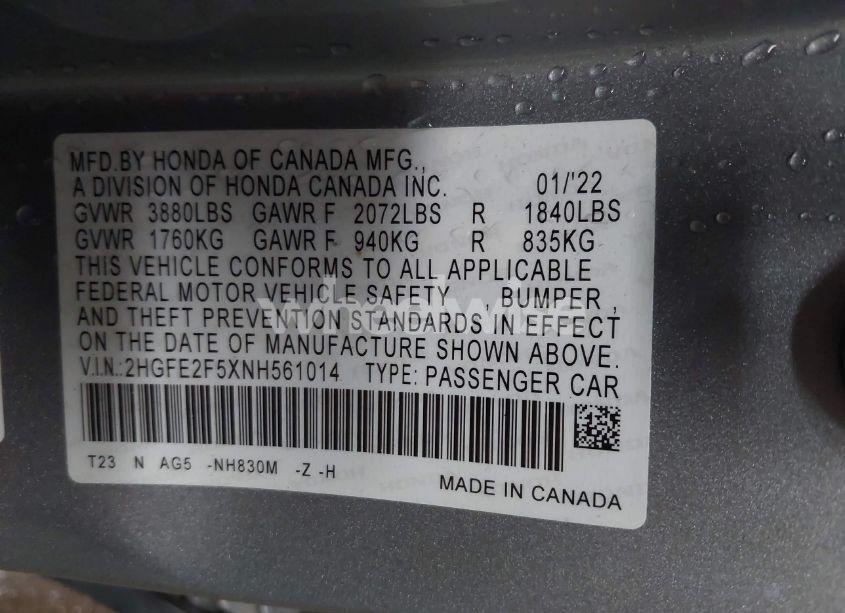 MFD.BY HONDA OF CANADA MFG.,
A DIVISION OF HONDA CANADA INC. 01/'22
GVWR 3880LBS GAWR F 2072LBS R 1840LBS
GVWR 1760KG GAWR F 940KG R 835KG
THIS VEHICLE CONFORMS TO ALL APPLICABLE
FEDERAL MOTOR VEHICLE SAFETY BUMPER,
AND THEFT PREVENTION STANDARDS IN EFFECT
ON THE DATE OF MANUFACTURE SHOWN ABOVE.
V.I.N.:2HGFE2F5XNH561014 TYPE: PASSENGER CAR
T23 N AG5 -NH830M -Z -H
MADE IN CANADA